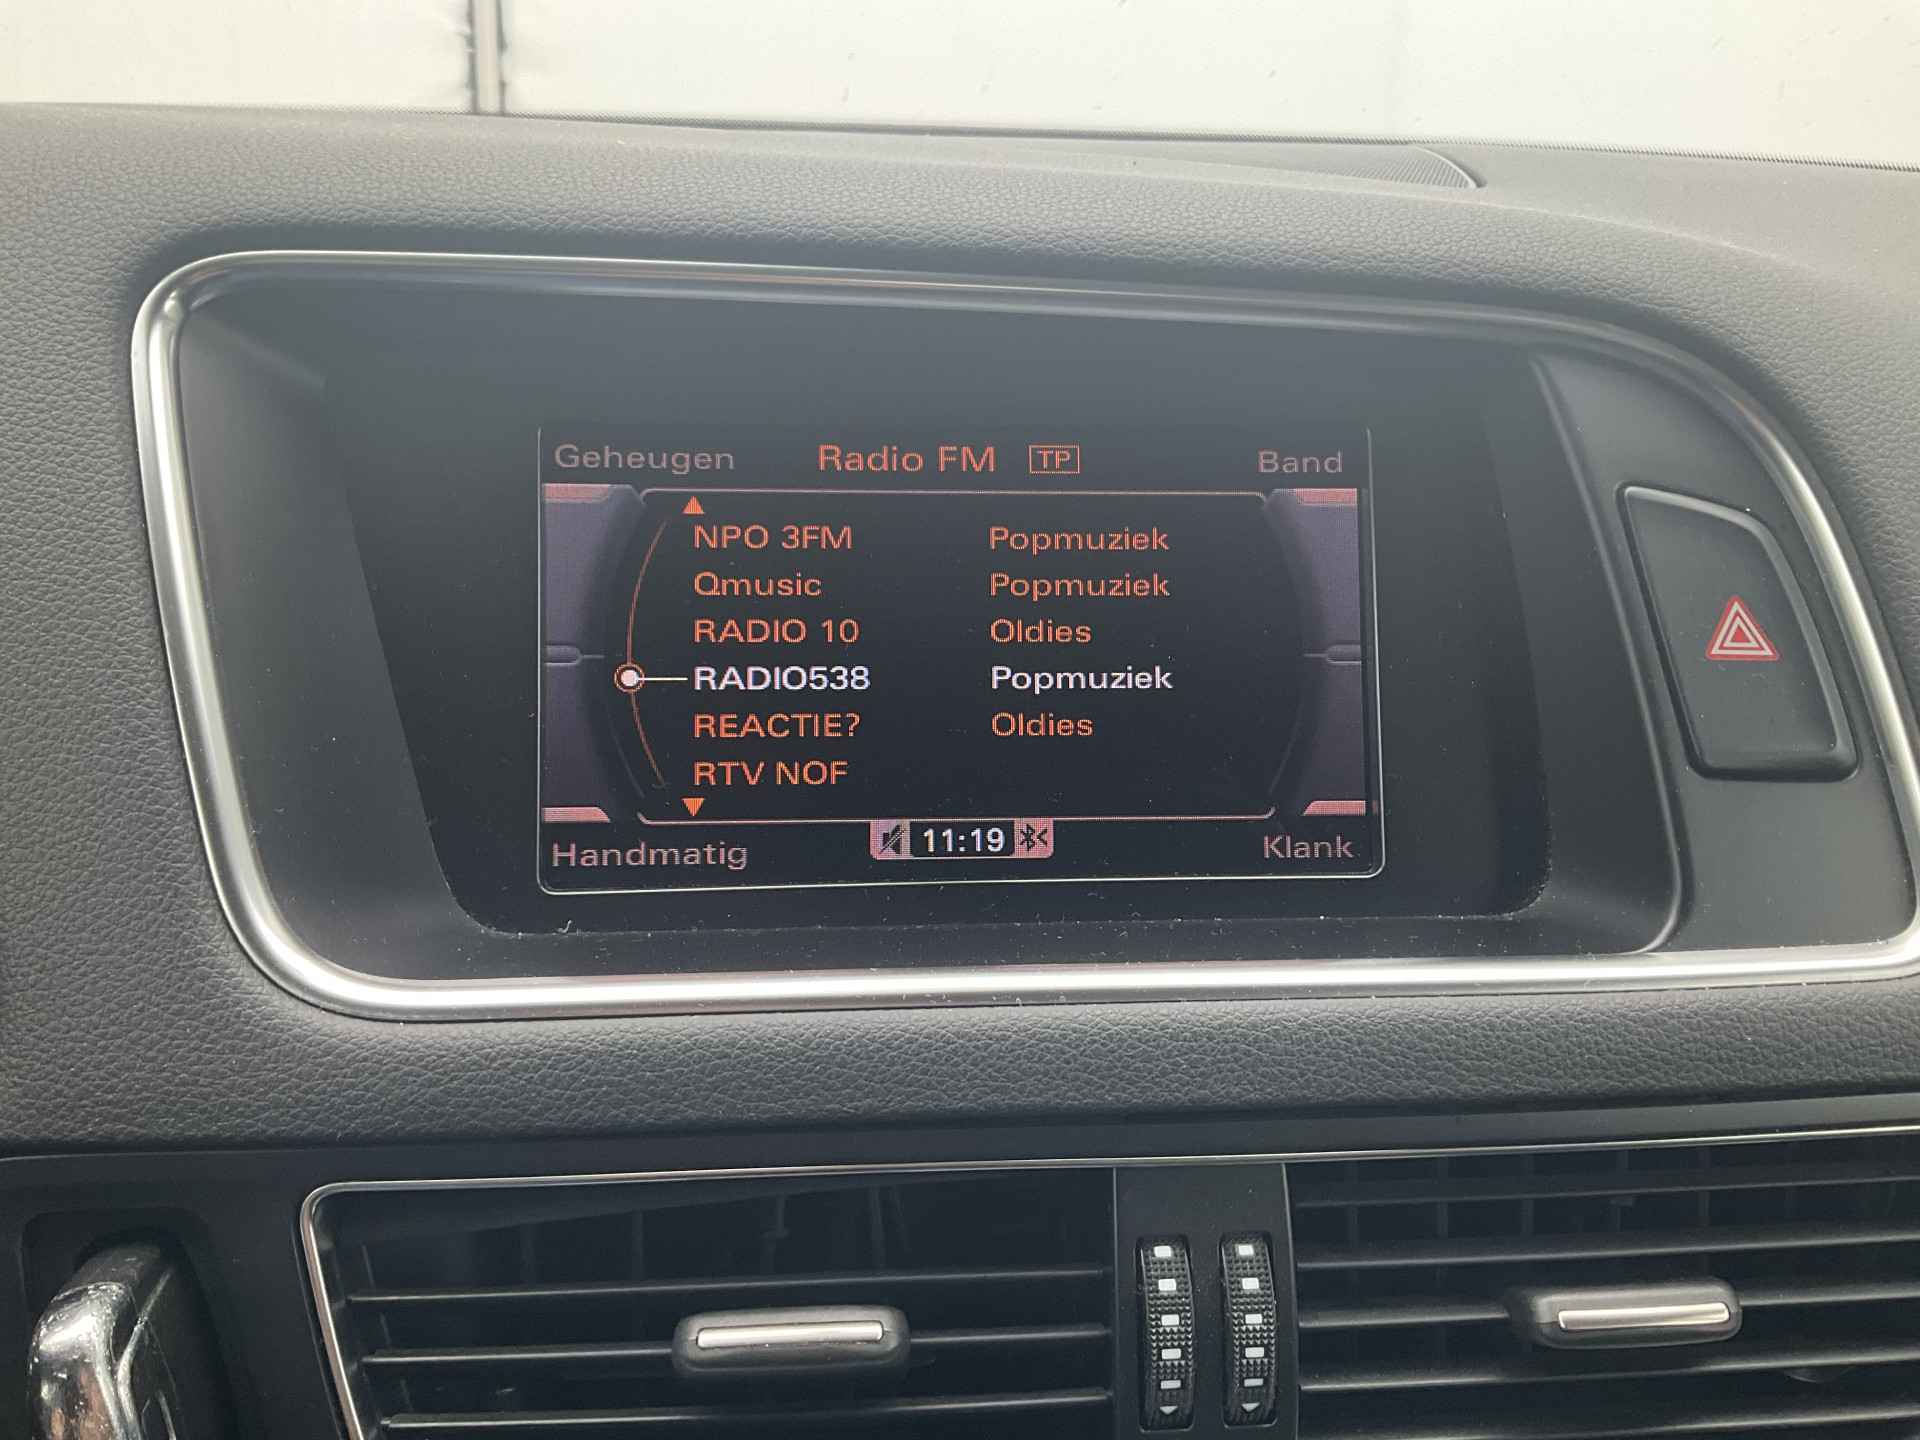 Geheugen Radio FM TP Band
NPO 3FM Popmuziek
Qmusic Popmuziek
RADIO 10 Oldies
RADIO538 Popmuziek
REACTIE? Oldies
RTV NOF
Handmatig 11:19 Klank